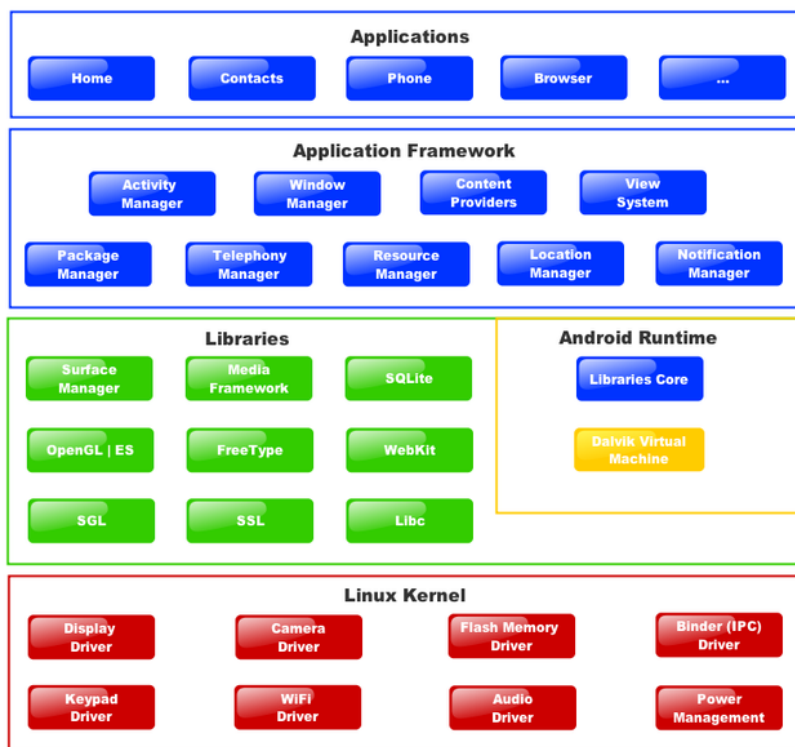 Applications
Home
Contacts
Phone
Browser
...
Application Framework
Activity
Manager
Window
Manager
Content
Providers
View
System
Package
Manager
Telephony
Manager
Resource
Manager
Location
Manager
Notification
Manager
Libraries
Surface
Manager
Media
Framework
SQLite
OpenGL | ES
FreeType
WebKit
SGL
SSL
Libc
Android Runtime
Libraries Core
Dalvik Virtual
Machine
Linux Kernel
Display
Driver
Camera
Driver
Flash Memory
Driver
Binder (IPC)
Driver
Keypad
Driver
WiFi
Driver
Audio
Driver
Power
Management